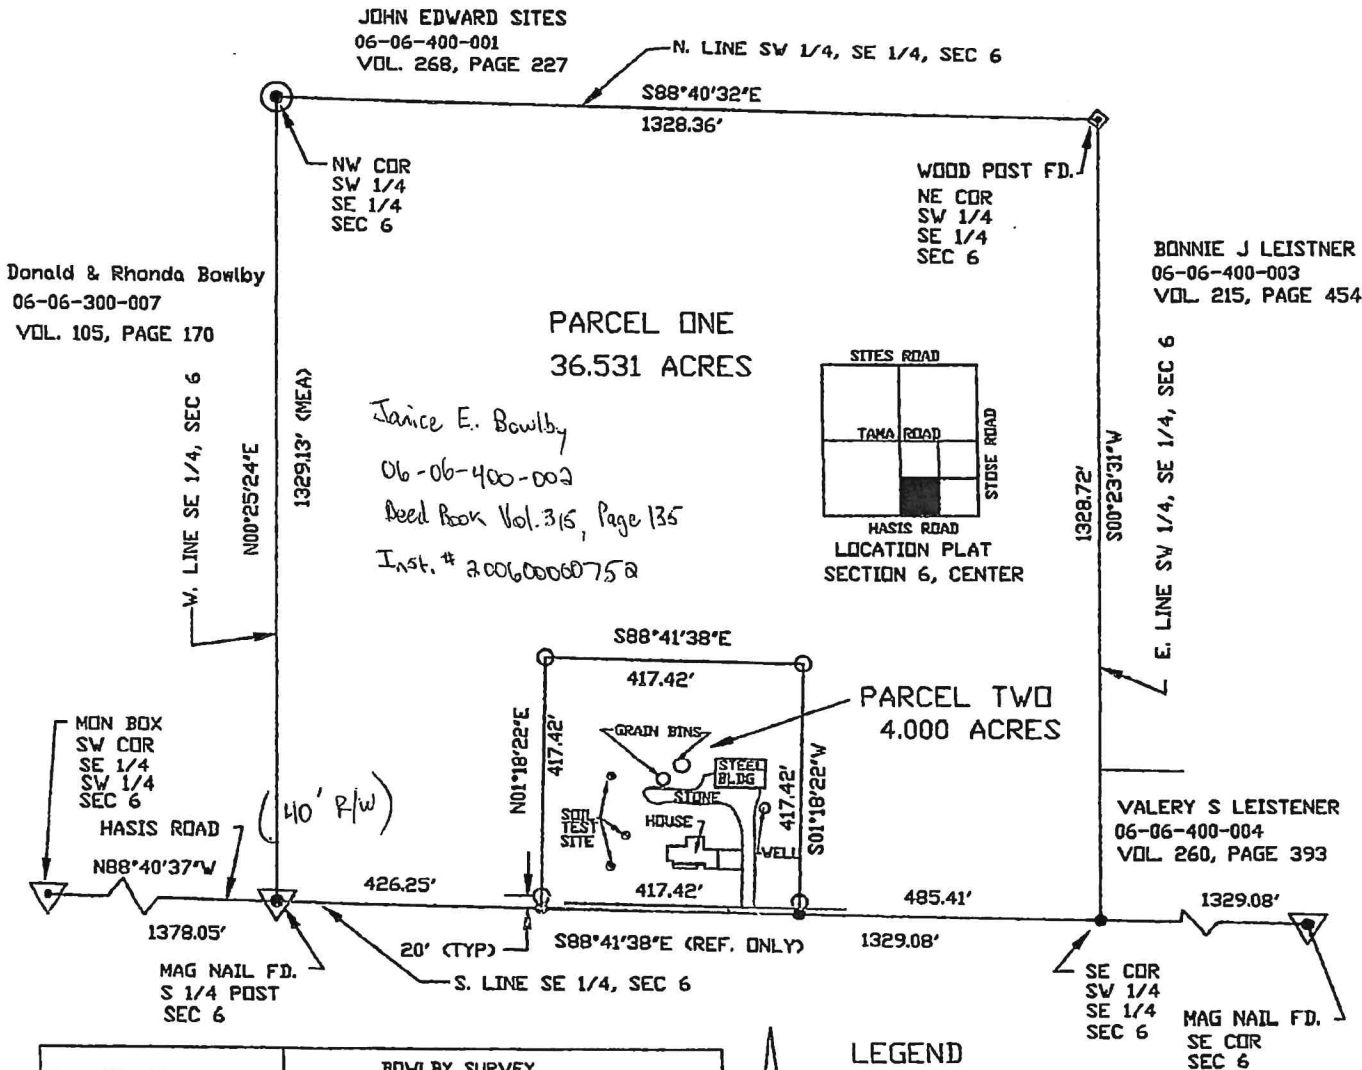 JOHN EDWARD SITES
06-06-400-001
VOL. 268, PAGE 227
N. LINE SW 1/4, SE 1/4, SEC 6
S88°40'32"E
1328.36'
NW COR
SW 1/4
SE 1/4
SEC 6
WOOD POST FD.
NE COR
SW 1/4
SE 1/4
SEC 6
Donald & Rhonda Bowlby
06-06-300-007
VOL. 105, PAGE 170
BONNIE J LEISTNER
06-06-400-003
VOL. 215, PAGE 454
PARCEL ONE
36.531 ACRES
W. LINE SE 1/4, SEC 6
N00°25'24"E
1329.13' (MEA)
Janice E. Bowlby
06-06-400-002
Deed Book Vol. 315, Page 135
Inst. # 200600000752
SITES ROAD
TAMA ROAD
STOSE ROAD
HASIS ROAD
LOCATION PLAT
SECTION 6, CENTER
1328.72'
S00°23'31"W
E. LINE SW 1/4, SE 1/4, SEC 6
S88°41'38"E
417.42'
N01°18'22"E
417.42'
PARCEL TWO
4.000 ACRES
GRAIN BINS
STEEL
BLDG
STONE
SOIL
TEST
SITE
HOUSE
WELL
417.42'
S01°18'22"W
417.42'
MON BOX
SW COR
SE 1/4
SW 1/4
SEC 6
HASIS ROAD
(40' R/W)
N88°40'37"W
1378.05'
426.25'
485.41'
VALERY S LEISTENER
06-06-400-004
VOL. 260, PAGE 393
1329.08'
20' (TYP)
S88°41'38"E (REF. ONLY)
1329.08'
MAG NAIL FD.
S 1/4 POST
SEC 6
S. LINE SE 1/4, SEC 6
SE COR
SW 1/4
SE 1/4
SEC 6
MAG NAIL FD.
SE COR
SEC 6
BOWLBY SURVEY
LEGEND